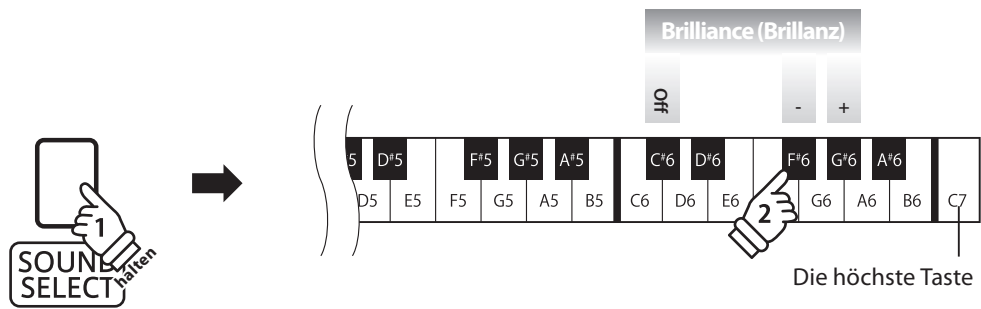 Brilliance (Brillanz)
Off - +
5 D#5 F#5 G#5 A#5 C#6 D#6 F#6 G#6 A#6
D5 E5 F5 G5 A5 B5 C6 D6 E6 G6 A6 B6 C7
1
2
SOUND
SELECT
halten
Die höchste Taste